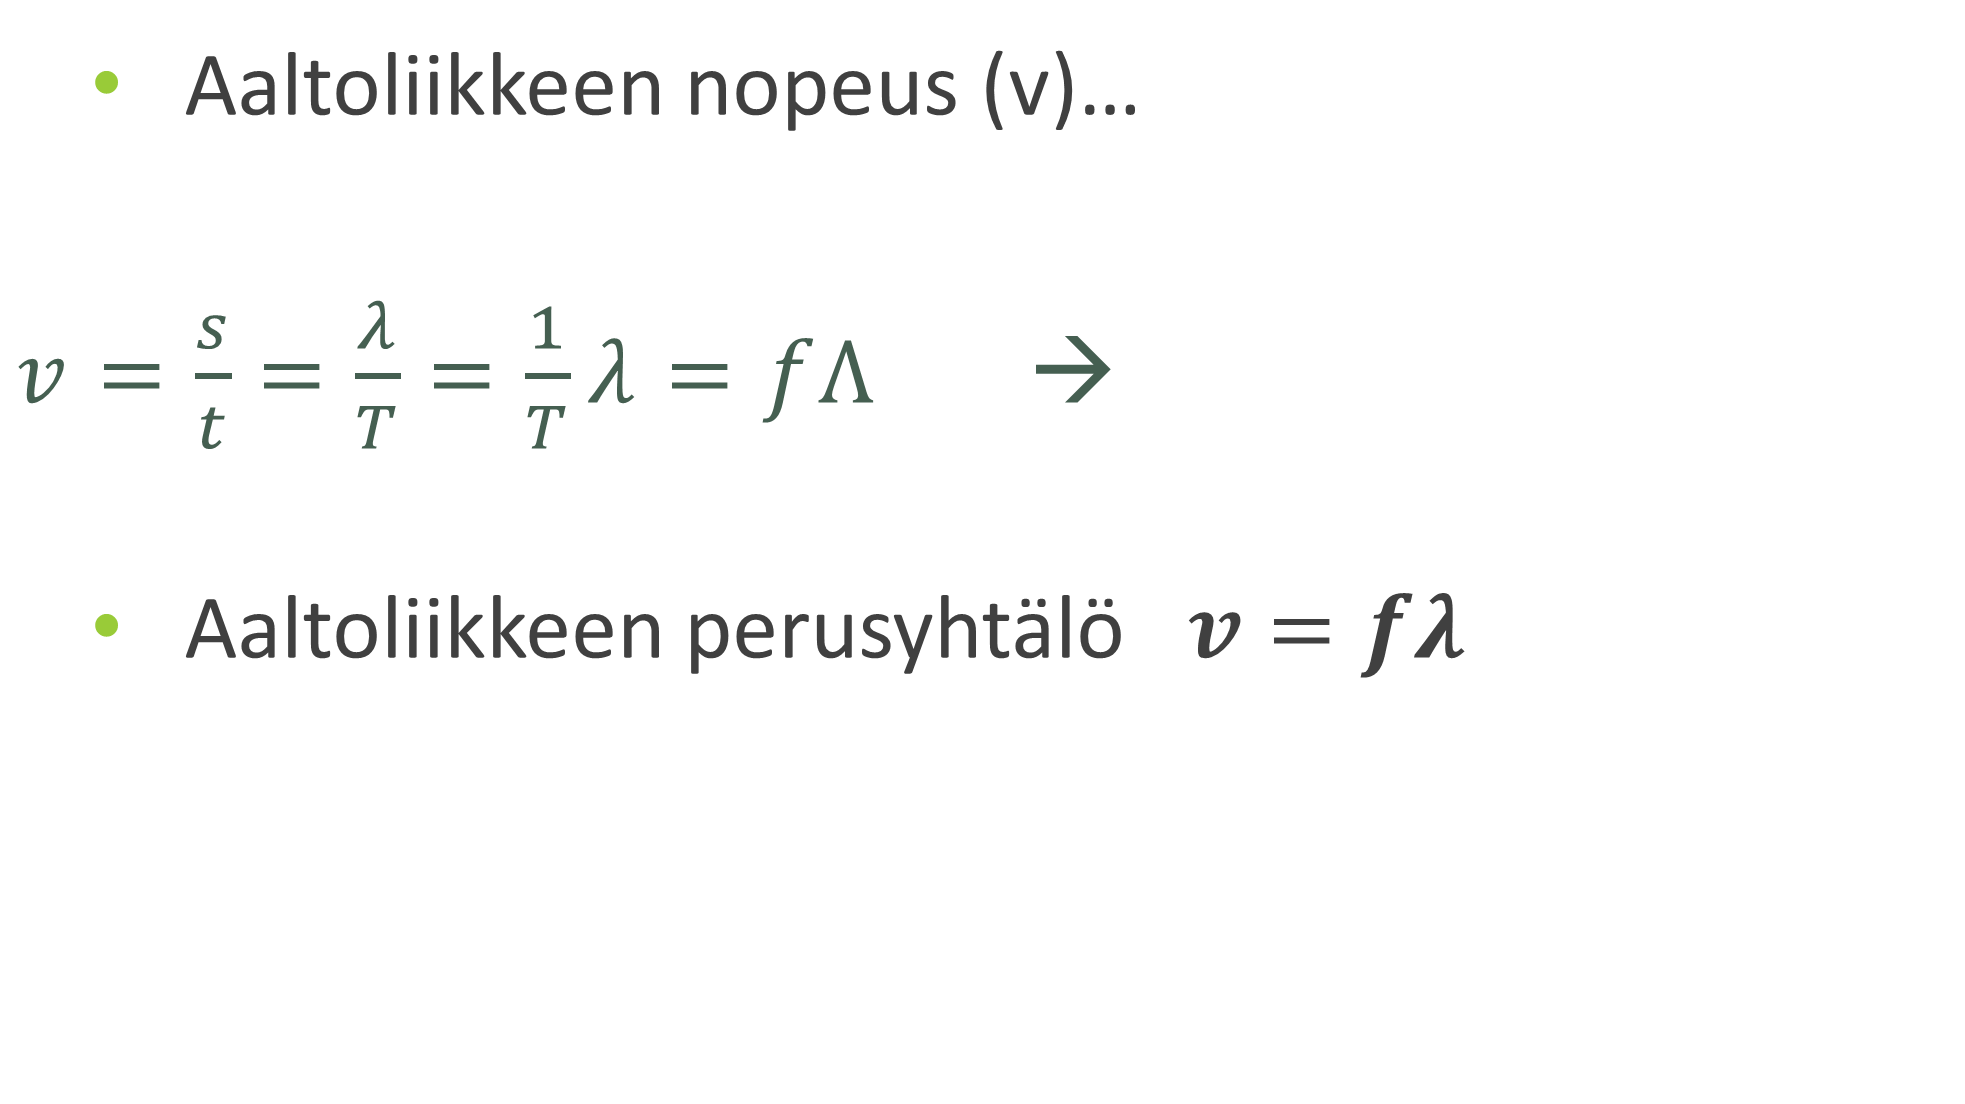 • Aaltoliikkeen nopeus (v)…
v = s/t = λ/T = 1/T λ = f Λ →
• Aaltoliikkeen perusyhtälö v = fλ